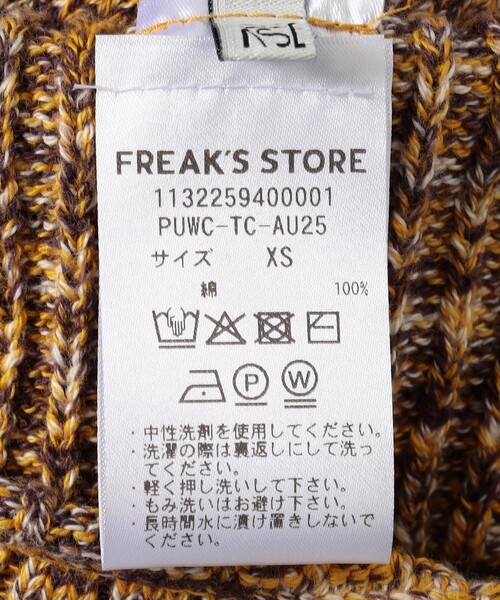 FREAK'S STORE
1132259400001
PUWC-TC-AU25
サイズ XS
綿 100%
P W
・中性洗剤を使用してください。
・洗濯の際は裏返しにして洗っ
てください。
・軽く押し洗いして下さい。
・もみ洗いはお避け下さい。
・長時間水に漬け置きしないで
ください。